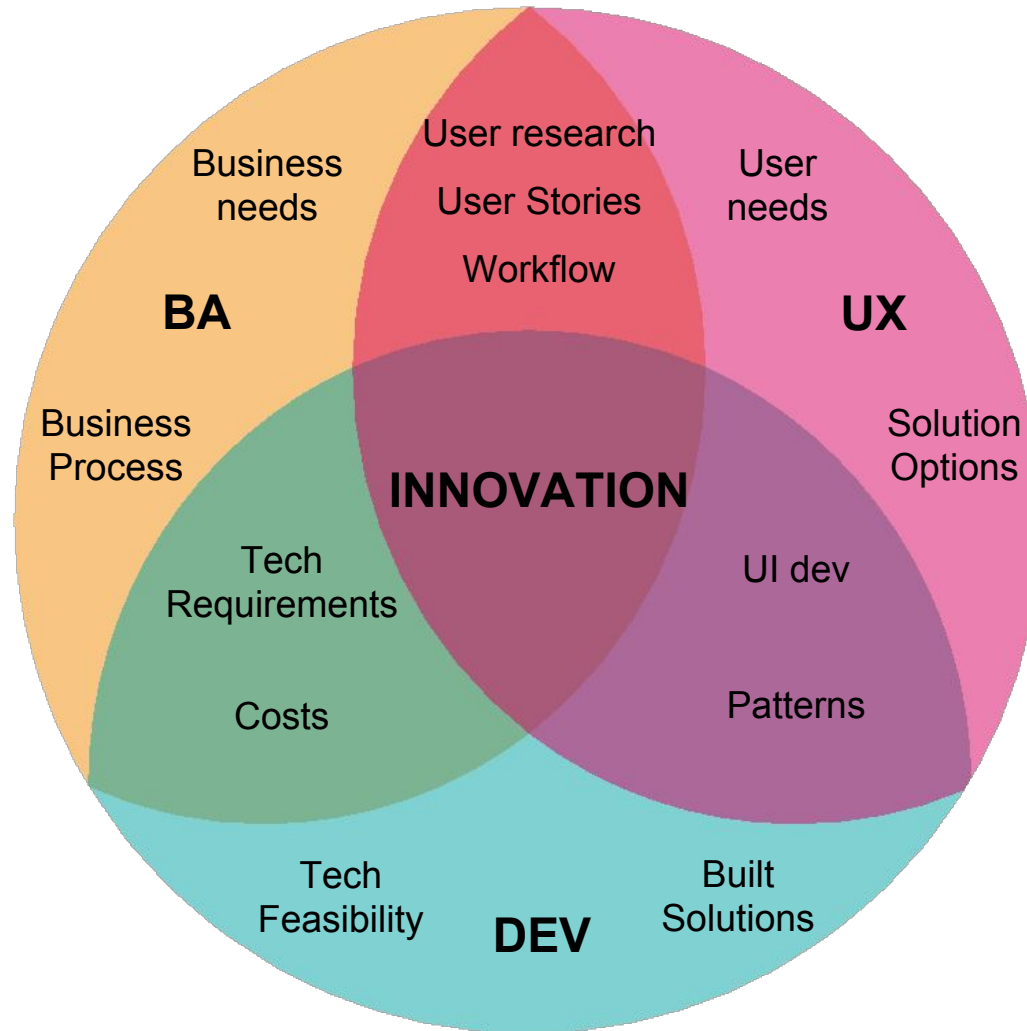 User research
Business
needs
User
needs
User Stories
Workflow
BA
UX
Business
Process
Solution
Options
INNOVATION
Tech
Requirements
UI dev
Costs
Patterns
Tech
Feasibility
Built
Solutions
DEV